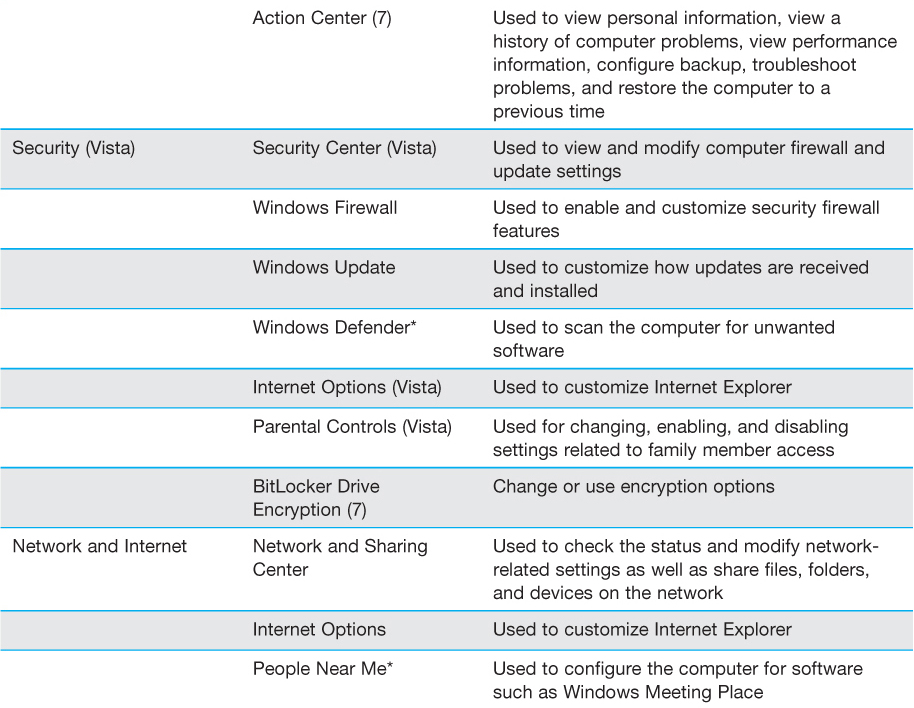 Action Center (7)
Used to view personal information, view a
history of computer problems, view performance
information, configure backup, troubleshoot
problems, and restore the computer to a
previous time
Security (Vista)
Security Center (Vista)
Used to view and modify computer firewall and
update settings
Windows Firewall
Used to enable and customize security firewall
features
Windows Update
Used to customize how updates are received
and installed
Windows Defender*
Used to scan the computer for unwanted
software
Internet Options (Vista)
Used to customize Internet Explorer
Parental Controls (Vista)
Used for changing, enabling, and disabling
settings related to family member access
BitLocker Drive
Encryption (7)
Change or use encryption options
Network and Internet
Network and Sharing
Center
Used to check the status and modify network-
related settings as well as share files, folders,
and devices on the network
Internet Options
Used to customize Internet Explorer
People Near Me*
Used to configure the computer for software
such as Windows Meeting Place